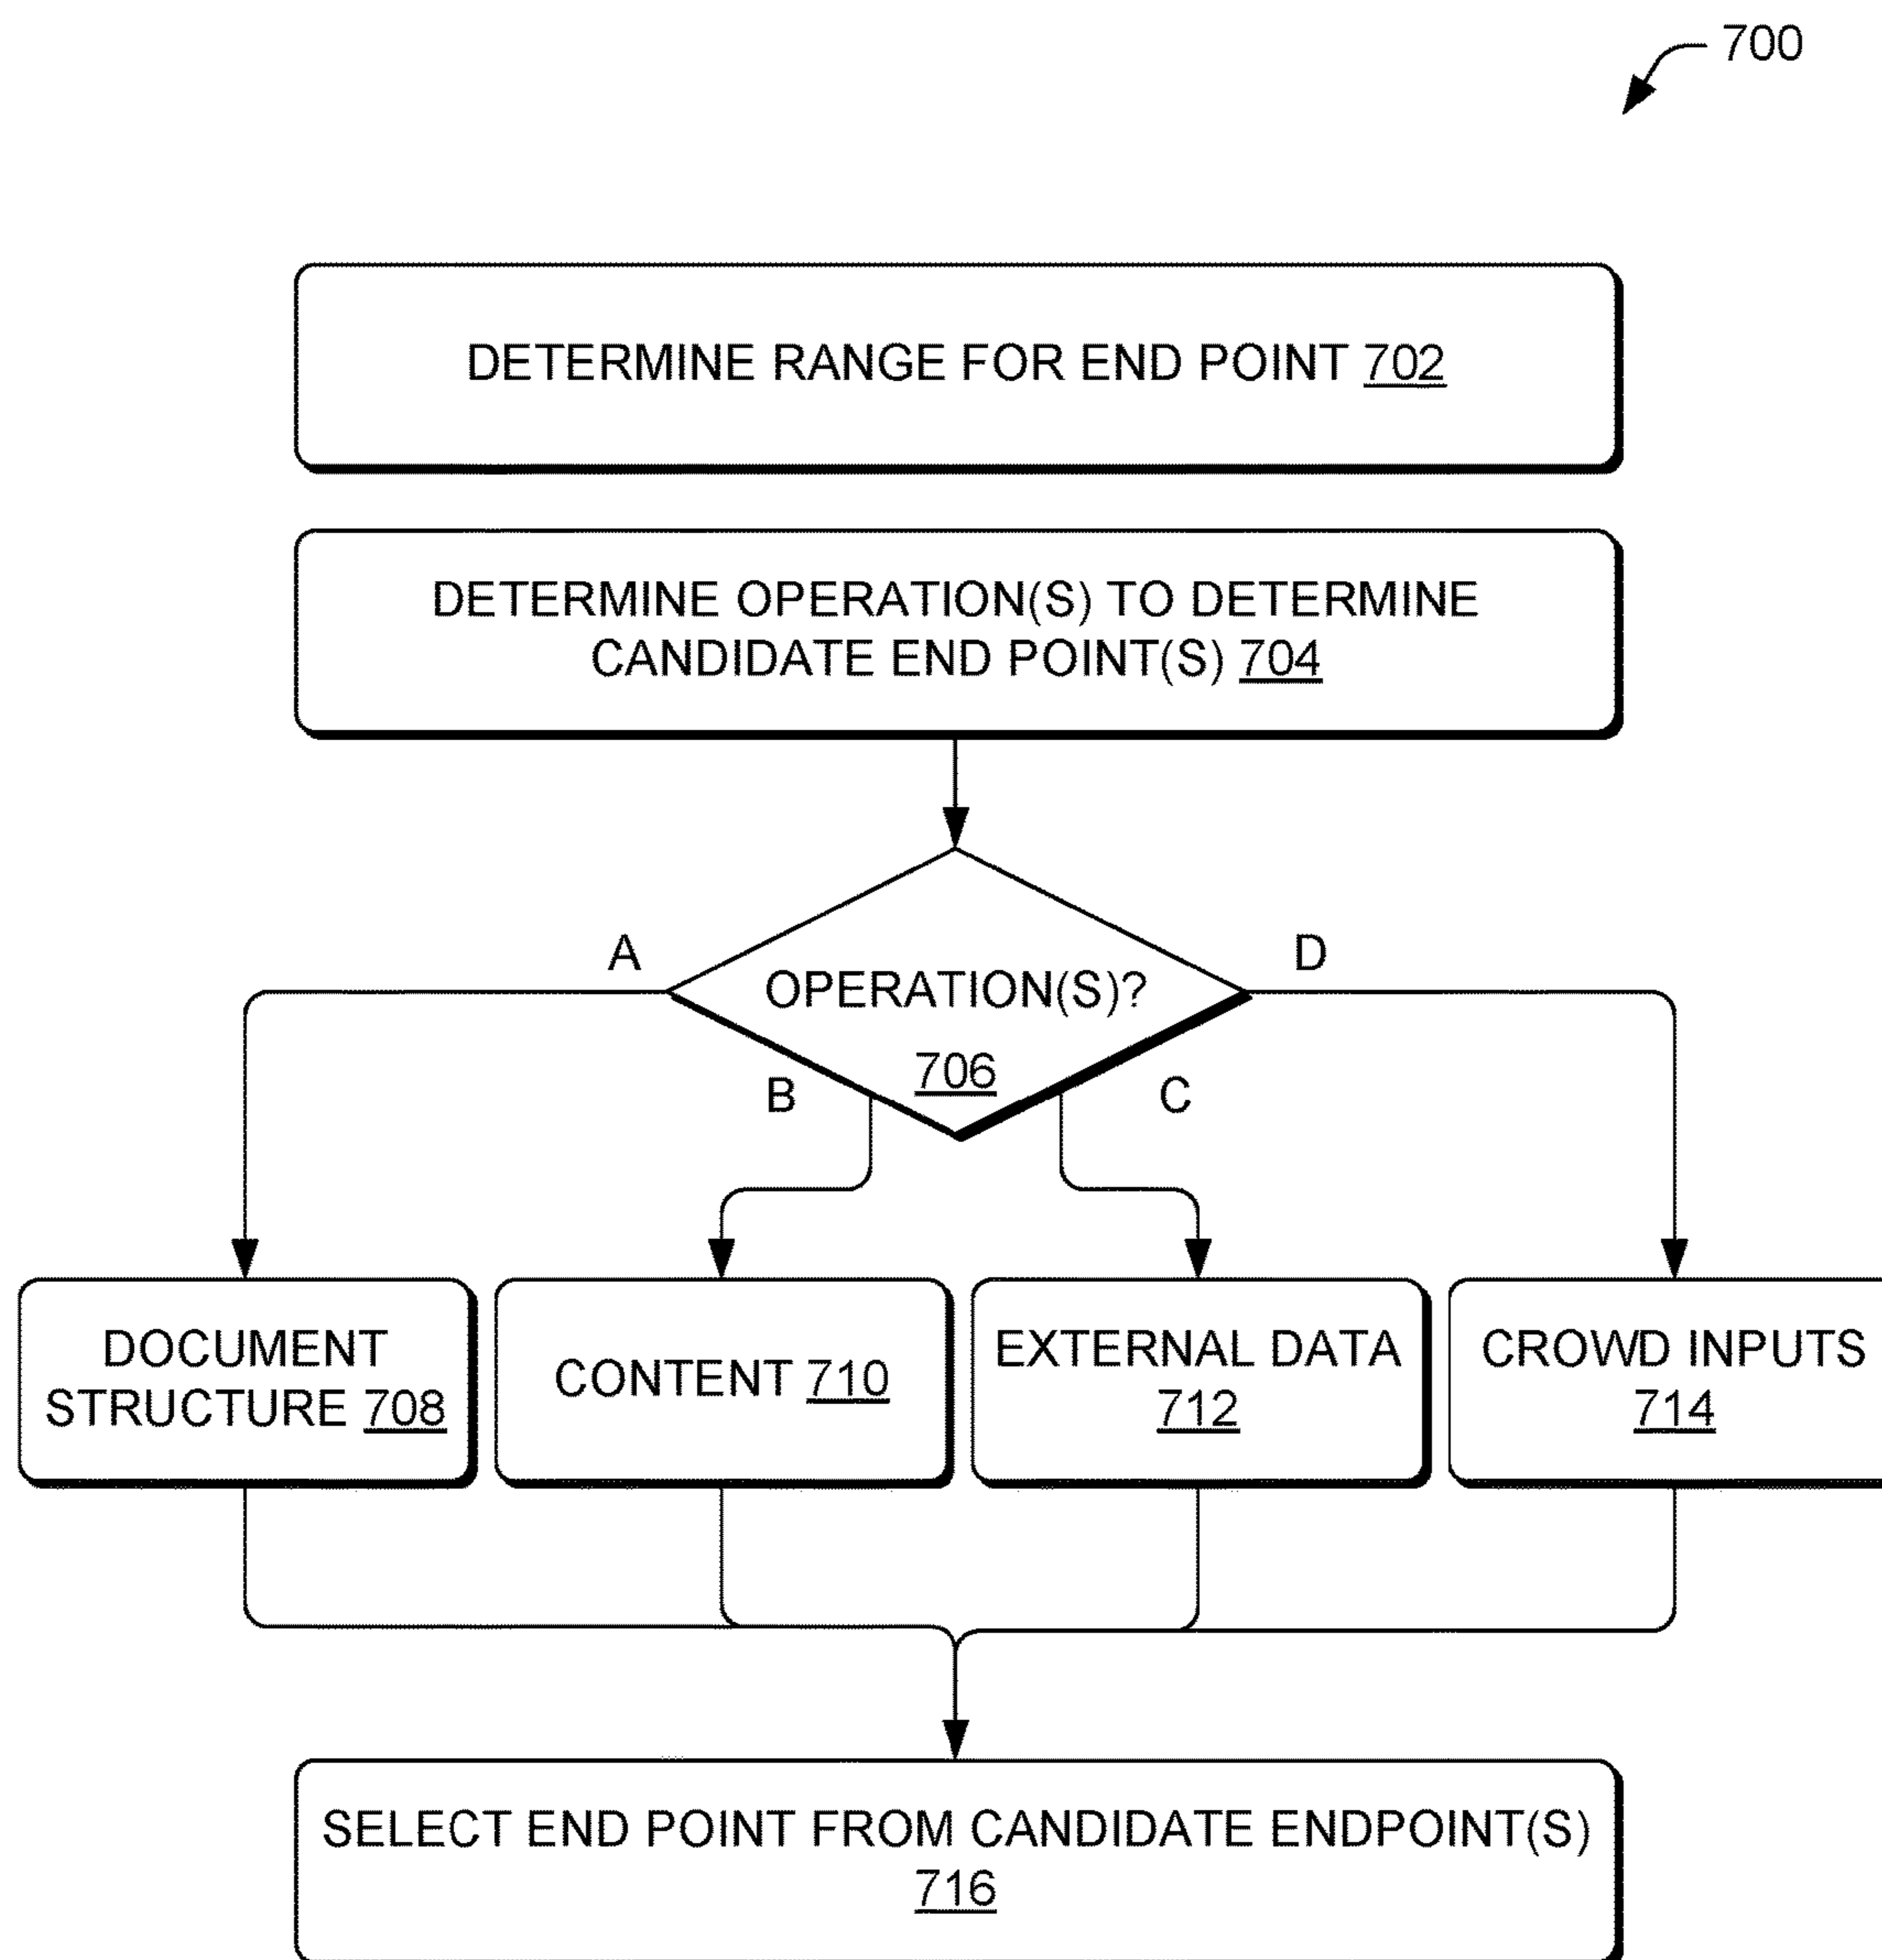 700
DETERMINE RANGE FOR END POINT 702
DETERMINE OPERATION(S) TO DETERMINE
CANDIDATE END POINT(S) 704
A
D
OPERATION(S)?
706
B
C
DOCUMENT
STRUCTURE 708
CONTENT 710
EXTERNAL DATA
712
CROWD INPUTS
714
SELECT END POINT FROM CANDIDATE ENDPOINT(S)
716